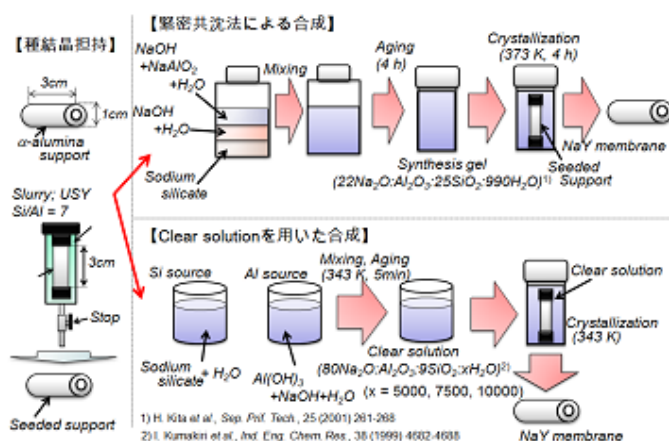 【種結晶担持】
3cm
1cm
α-alumina
support
Slurry; USY
Si/Al = 7
3cm
Stop
Seeded support
【緊密共沈法による合成】
NaOH
+NaAlO2
+H2O
NaOH
+H2O
Sodium
silicate
Mixing
Aging
(4 h)
Synthesis gel
(22Na2O:Al2O3:25SiO2:990H2O)1)
Crystallization
(373 K, 4 h)
Seeded
Support
NaY membrane
【Clear solutionを用いた合成】
Si source
Sodium
silicate + H2O
Al source
Al(OH)3
+NaOH+H2O
Mixing, Aging
(343 K, 5min)
Clear solution
(80Na2O:Al2O3:9SiO2:xH2O)2)
(x = 5000, 7500, 10000)
Clear solution
Crystallization
(343 K)
NaY membrane
1) H. Kita et al., Sep. Prif. Tech., 25 (2001) 261-268
2) I. Kumakiri et al., Ind. Eng. Chem. Res., 38 (1999) 4682-4688